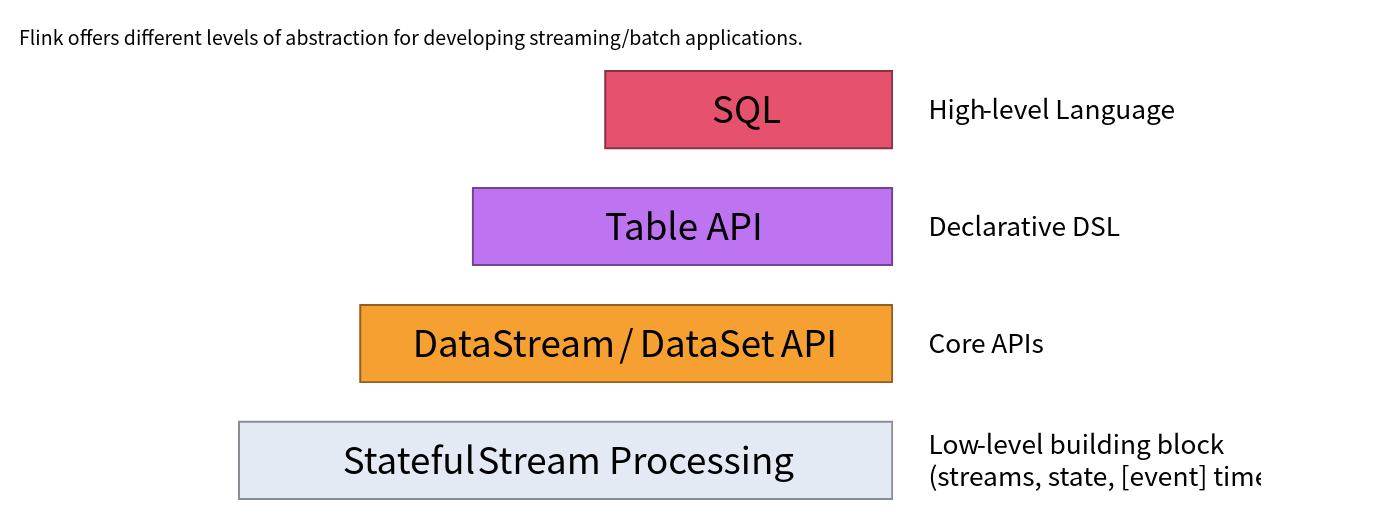 Flink offers different levels of abstraction for developing streaming/batch applications.
SQL
High-level Language
Table API
Declarative DSL
DataStream / DataSet API
Core APIs
Stateful Stream Processing
Low-level building block
(streams, state, [event] time